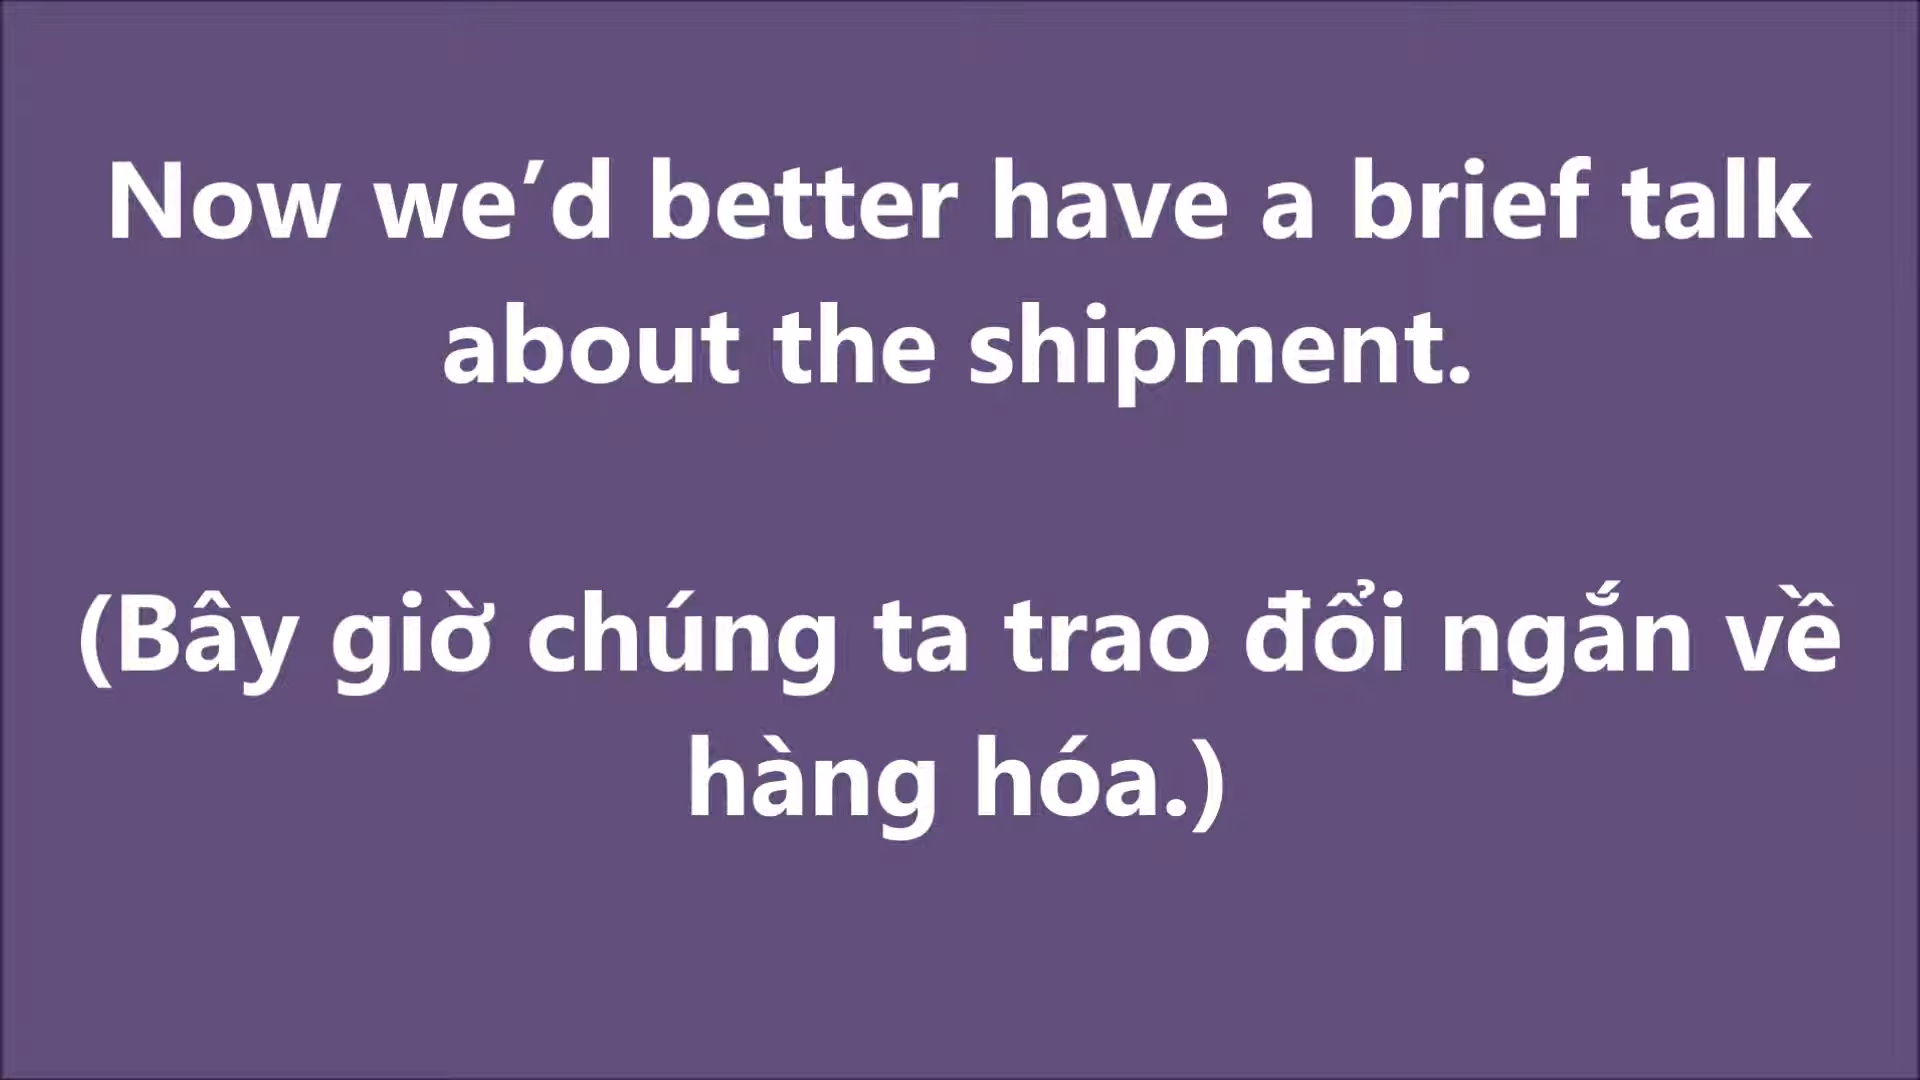 Now we’d better have a brief talk
about the shipment.
(Bây giờ chúng ta trao đổi ngắn về
hàng hóa.)